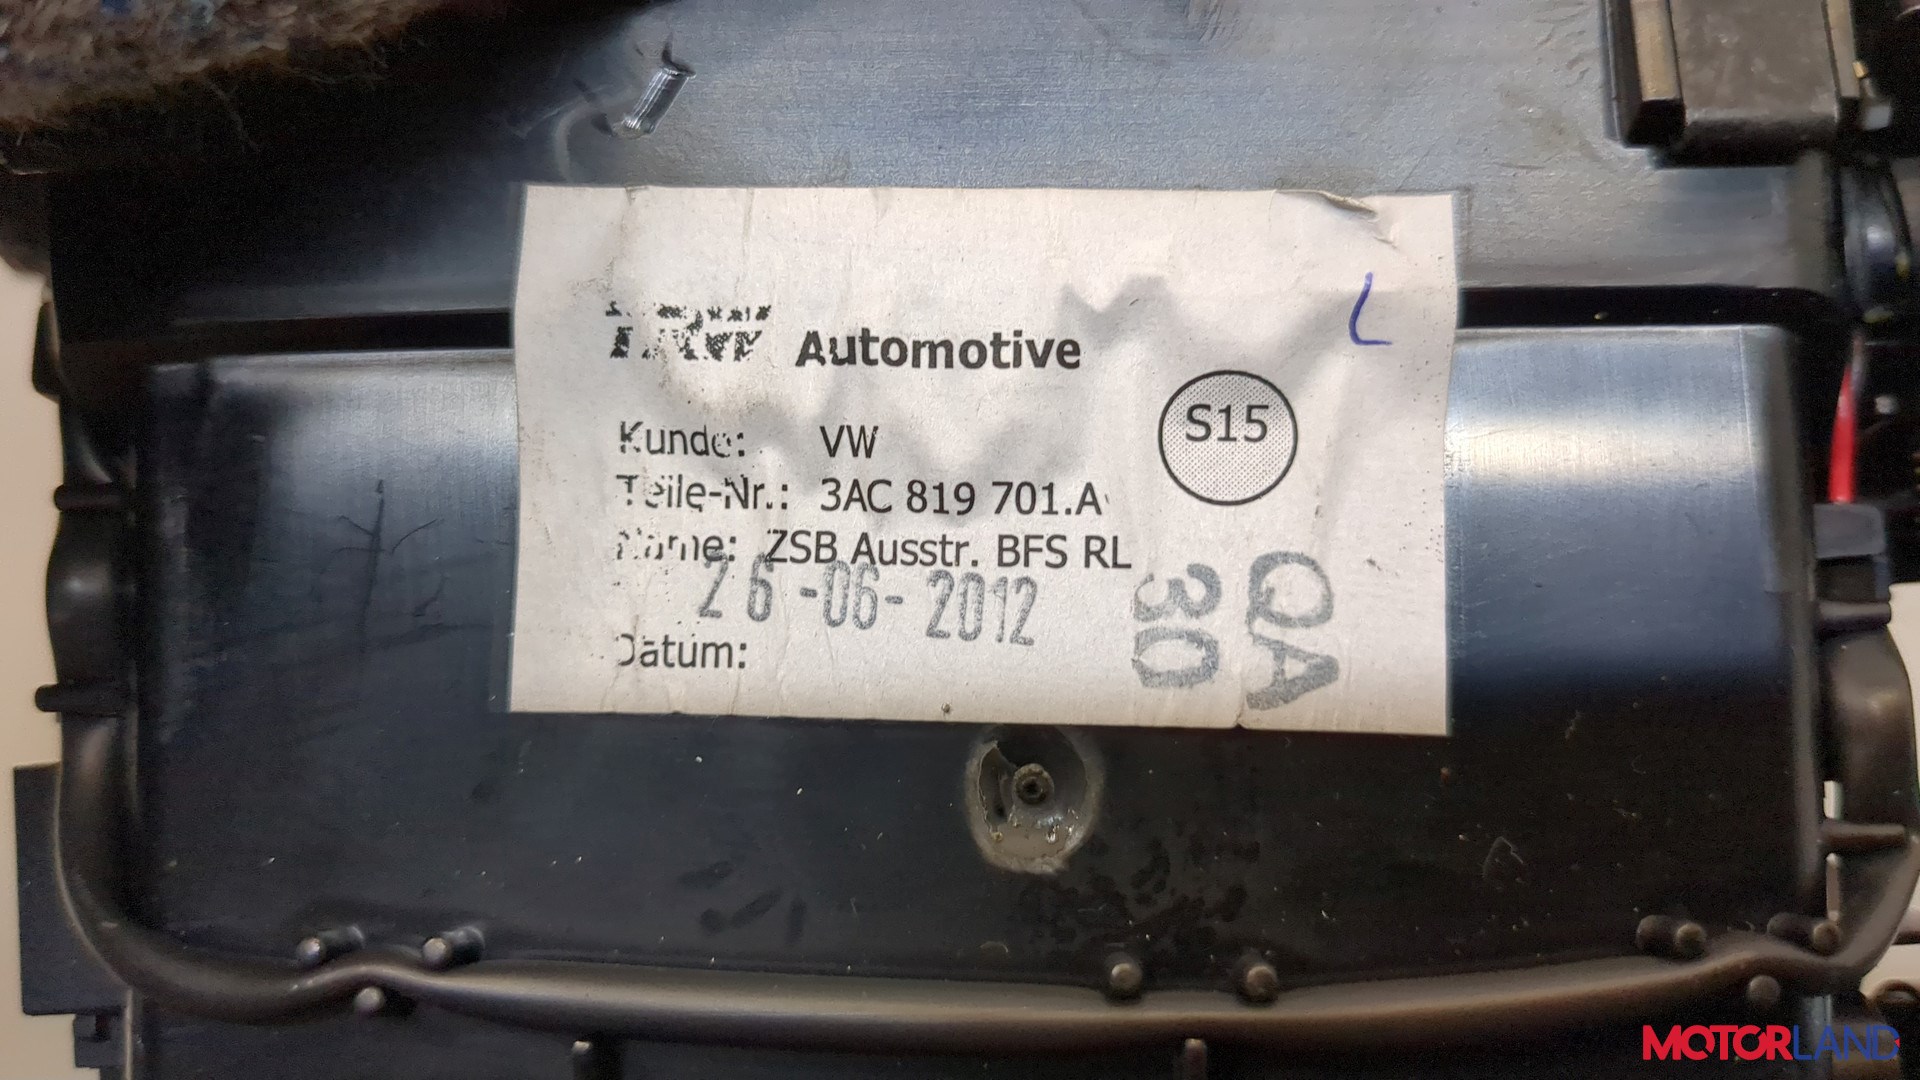 TRW Automotive
L
S15
Kunde: VW
Teile-Nr.: 3AC 819 701.A
Name: ZSB Ausstr. BFS RL
26-06-2012
Datum:
QA
30
MOTORLAND